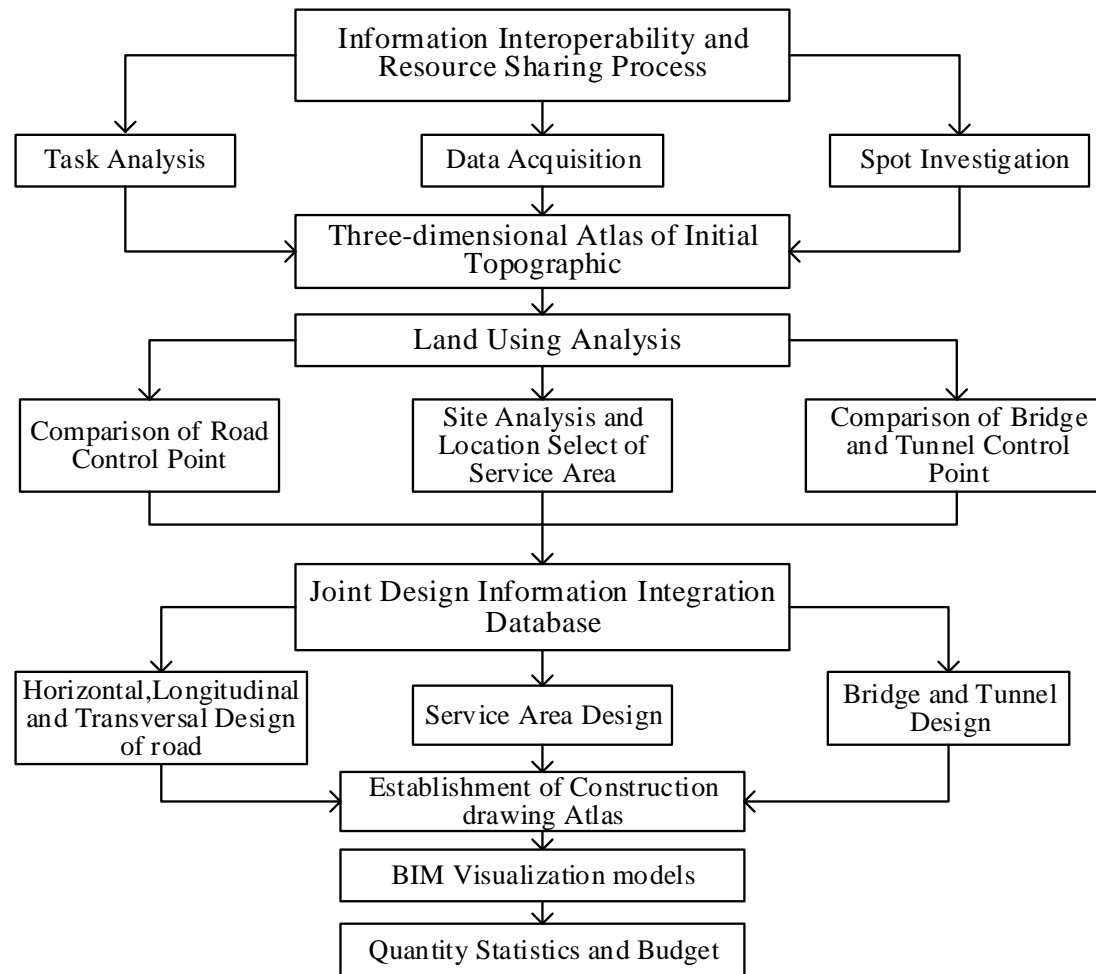 Information Interoperability and
Resource Sharing Process
Task Analysis
Data Acquisition
Spot Investigation
Three-dimensional Atlas of Initial
Topographic
Land Using Analysis
Comparison of Road
Control Point
Site Analysis and
Location Select of
Service Area
Comparison of Bridge
and Tunnel Control
Point
Joint Design Information Integration
Database
Horizontal,Longitudinal
and Transversal Design
of road
Service Area Design
Bridge and Tunnel
Design
Establishment of Construction
drawing Atlas
BIM Visualization models
Quantity Statistics and Budget